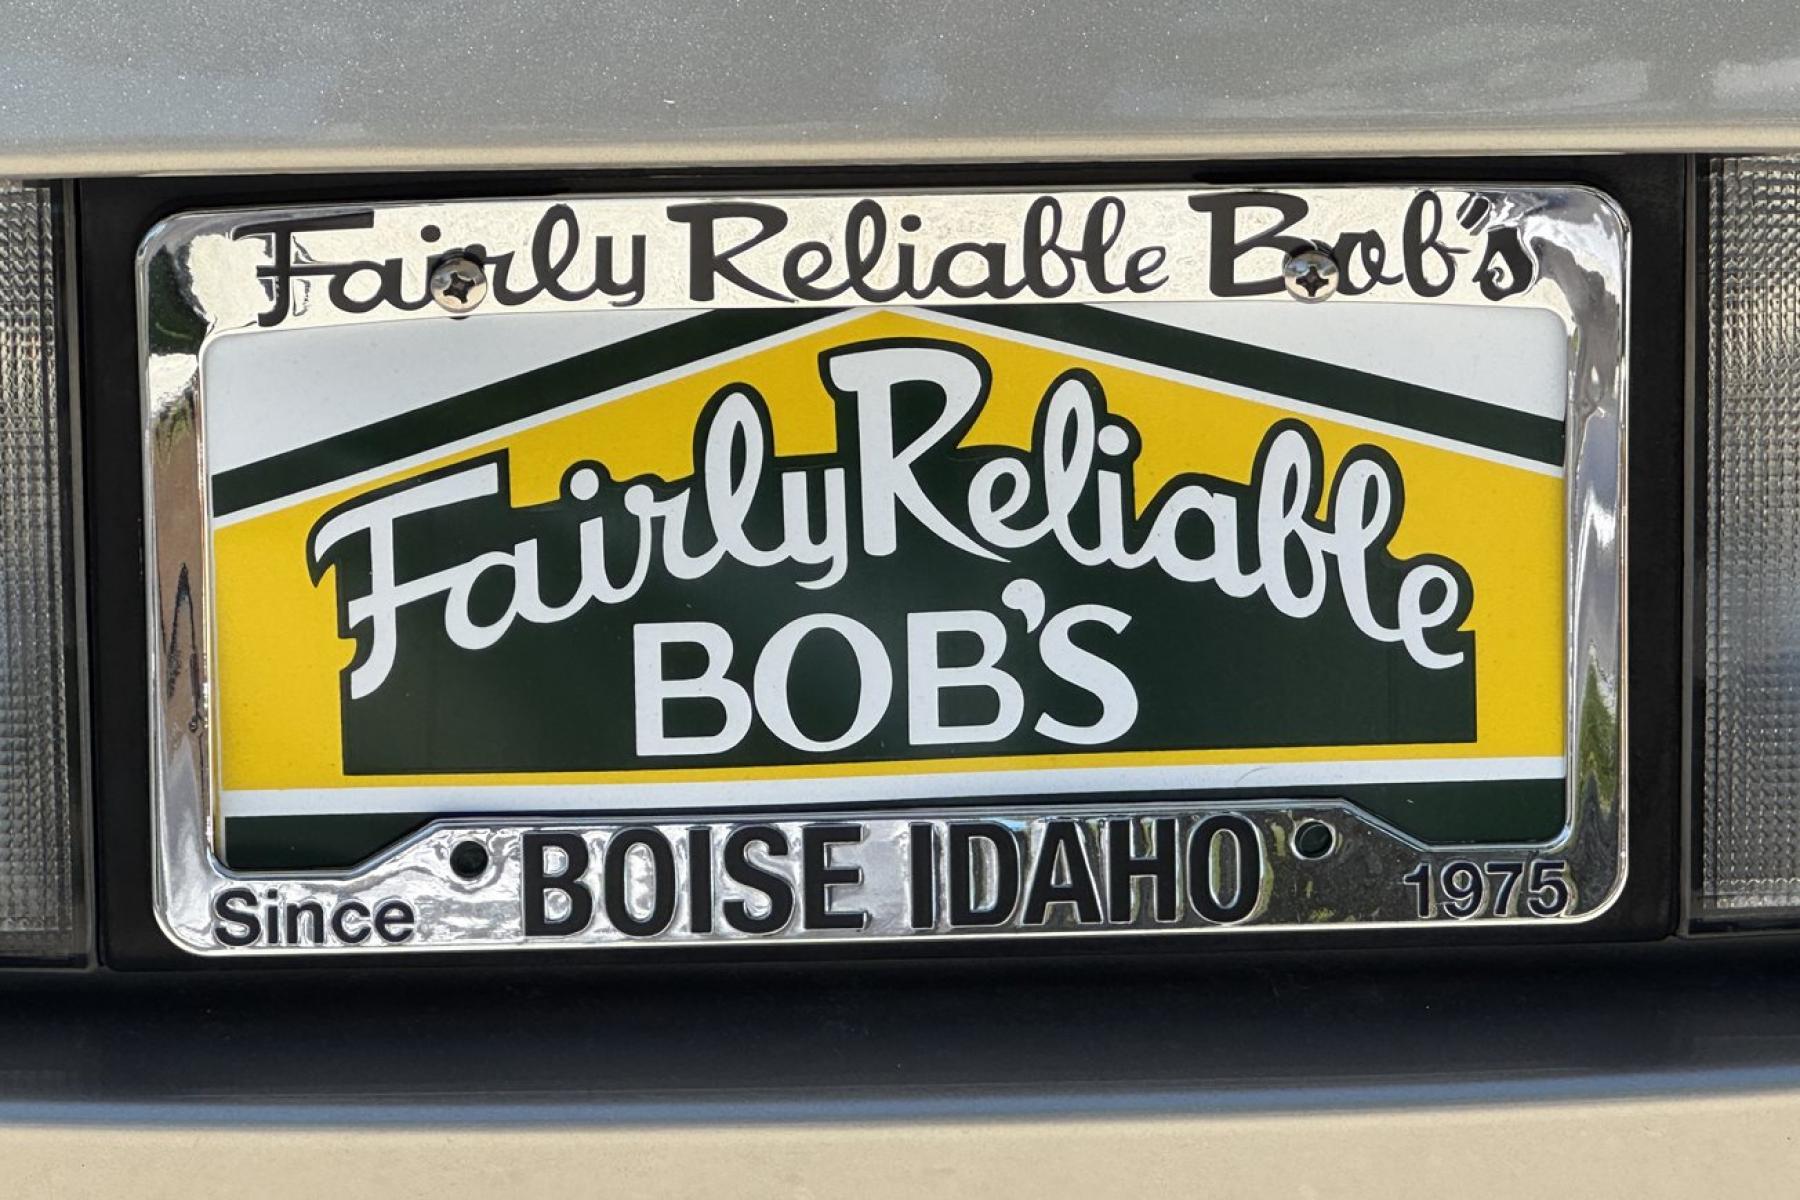 Fairly Reliable Bob's
Fairly Reliable
BOB'S
Since BOISE IDAHO 1975